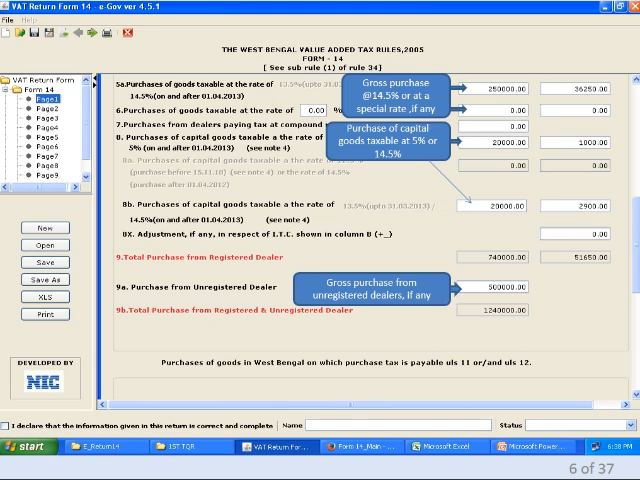 VAT Return Form 14 - e-Gov ver 4.5.1
File Help
THE WEST BENGAL VALUE ADDED TAX RULES,2005
FORM - 14
[ See sub rule (1) of rule 34]
VAT Return Form
Form 14
Page1
Page2
Page3
Page4
Page5
Page6
Page7
Page8
Page9
New
Open
Save
Save As
XLS
Print
DEVELOPED BY
NIC
5a.Purchases of goods taxable at the rate of 13.5%(upto 31.0
14.5%(on and after 01.04.2013)
250000.00 36250.00
Gross purchase
@14.5% or at a
special rate ,if any
6.Purchases of goods taxable at the rate of 0.00 %
0.00 0.00
7.Purchases from dealers paying tax at compound
0.00
8. Purchases of capital goods taxable a the rate of
5% (on and after 01.04.2013) (see note 4)
20000.00 1000.00
Purchase of capital
goods taxable at 5% or
14.5%
8a. Purchases of capital goods taxable a the rate of
(purchase before 15.11.10) (see note 4) or the rate of 14.5%
(purchase after 01.04.2012)
0.00 0.00
8b. Purchases of capital goods taxable a the rate of 13.5%(upto 31.03.2013) /
14.5%(on and after 01.04.2013) (see note 4)
20000.00 2900.00
8X. Adjustment, if any, in respect of I.T.C. shown in column B (+_)
0.00
9.Total Purchase from Registered Dealer
740000.00 51650.00
9a. Purchase from Unregistered Dealer
Gross purchase from
unregistered dealers, if any
500000.00
9b.Total Purchase from Registered & Unregistered Dealer
1240000.00
Purchases of goods in West Bengal on which purchase tax is payable u\s 11 or/and u\s 12.
I declare that the information given in this return is correct and complete Name Status
start E_Return14 1ST TQR VAT Return For... Form 14_Main - ... Microsoft Excel Microsoft Power... 6:38 PM
6 of 37